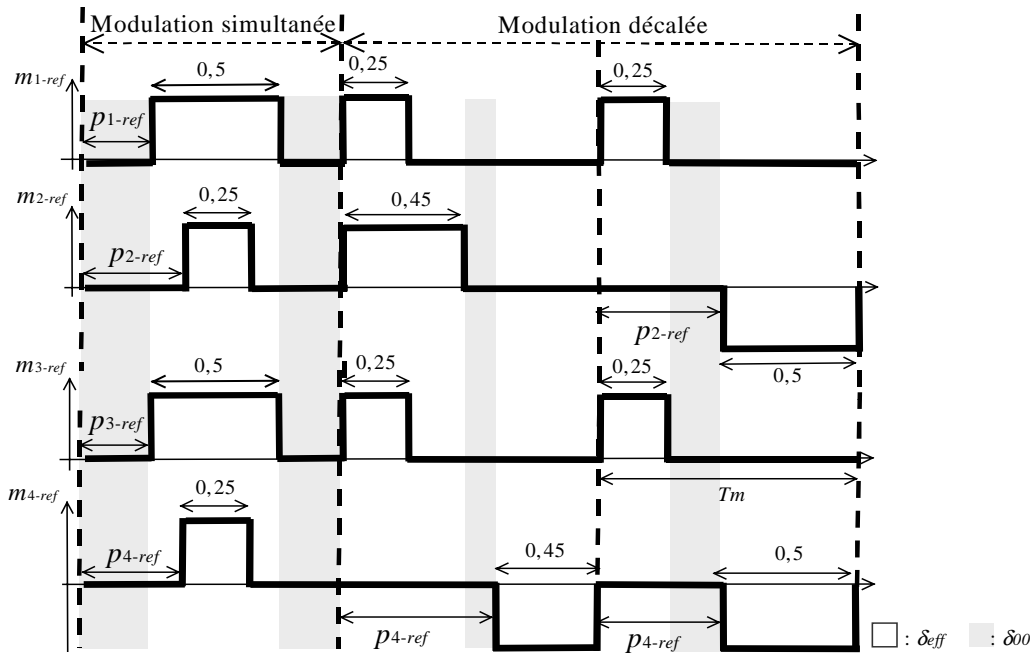 Modulation simultanée
Modulation décalée
m1-ref
0,5
0,25
0,25
p1-ref
m2-ref
0,25
0,45
p2-ref
p2-ref
0,5
m3-ref
0,5
0,25
0,25
p3-ref
Tm
m4-ref
0,25
p4-ref
0,45
0,5
p4-ref
p4-ref
: δeff
: δ00